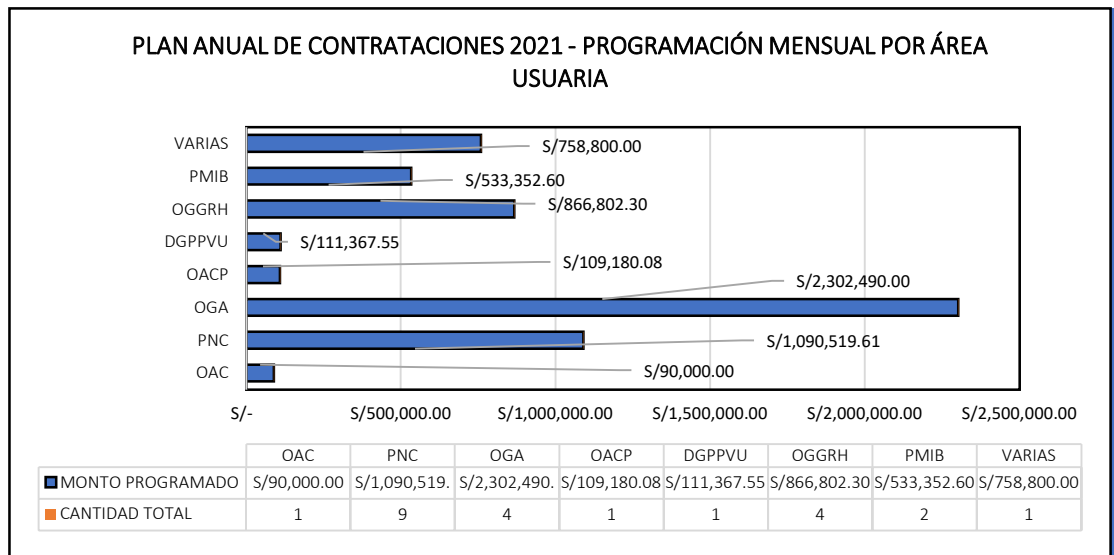 PLAN ANUAL DE CONTRATACIONES 2021 - PROGRAMACIÓN MENSUAL POR ÁREA
USUARIA
VARIAS S/758,800.00
PMIB S/533,352.60
OGGRH S/866,802.30
DGPPVU S/111,367.55
OACP S/109,180.08
OGA S/2,302,490.00
PNC S/1,090,519.61
OAC S/90,000.00
S/- S/500,000.00 S/1,000,000.00 S/1,500,000.00 S/2,000,000.00 S/2,500,000.00
OAC PNC OGA OACP DGPPVU OGGRH PMIB VARIAS
MONTO PROGRAMADO S/90,000.00 S/1,090,519. S/2,302,490. S/109,180.08 S/111,367.55 S/866,802.30 S/533,352.60 S/758,800.00
CANTIDAD TOTAL 1 9 4 1 1 4 2 1